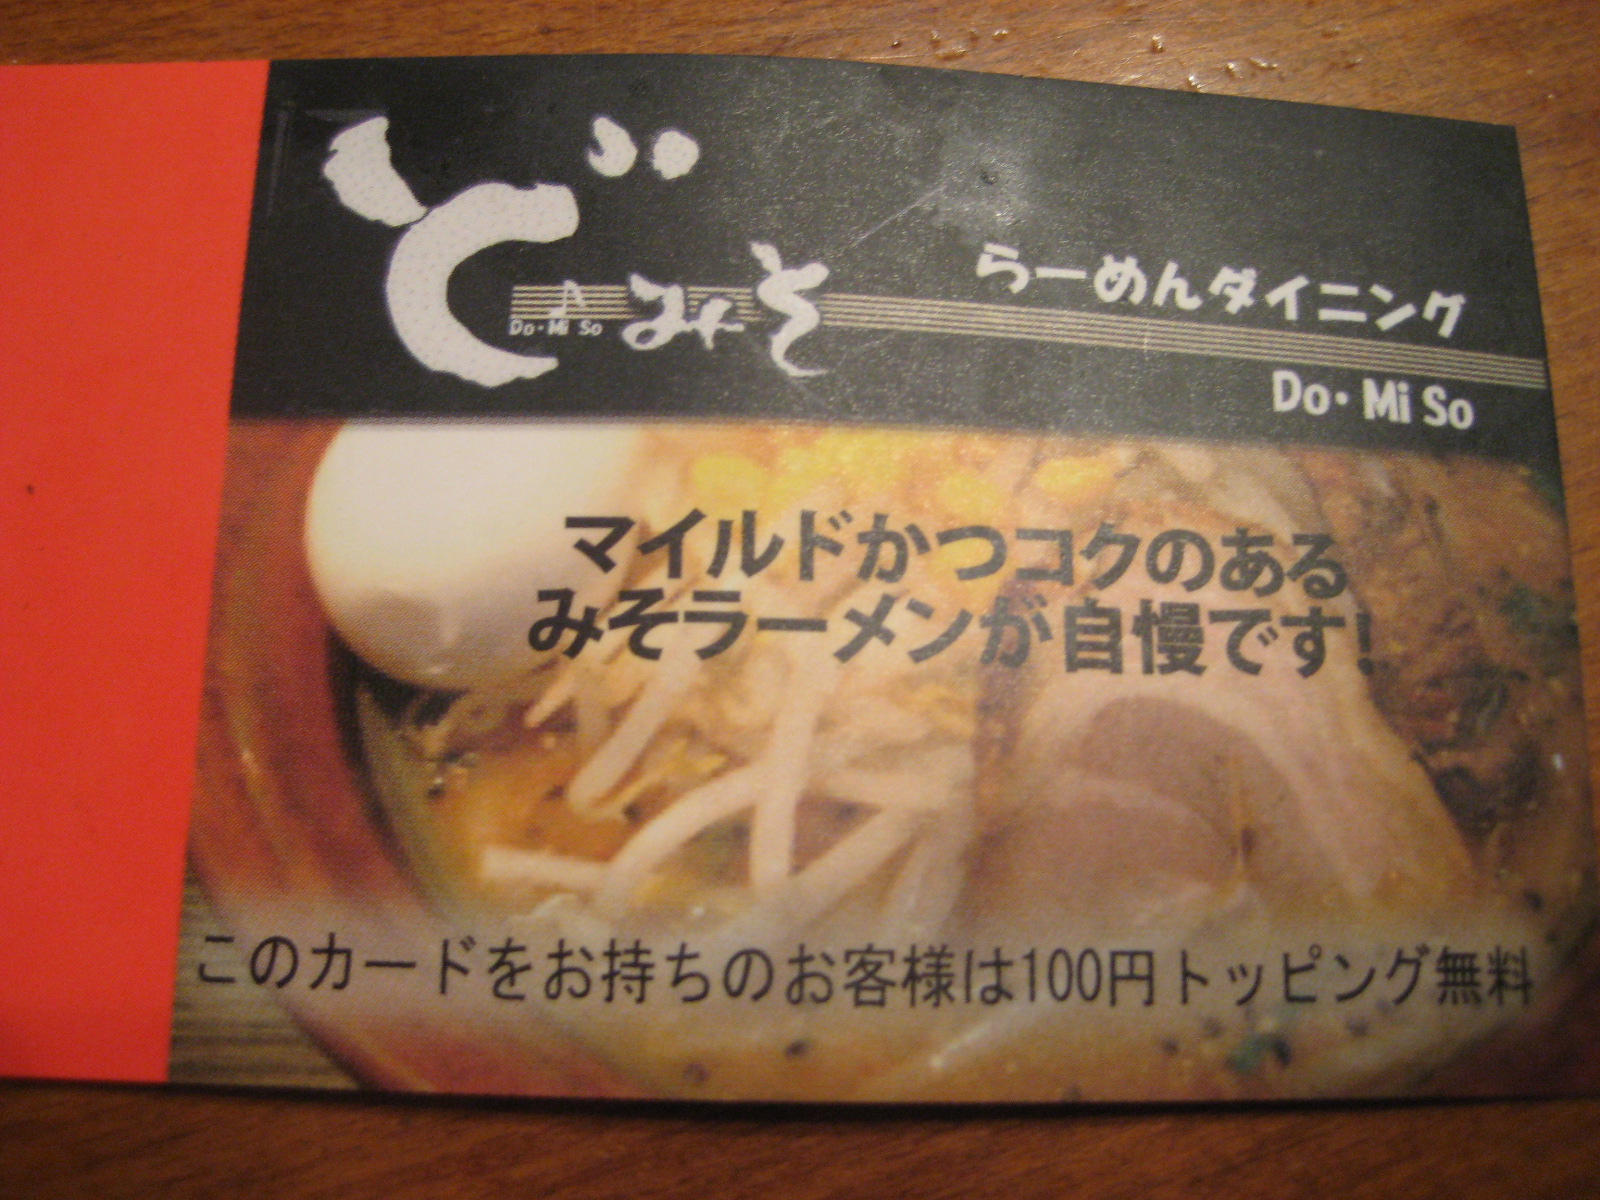 ど みそ
Do・Mi So
らーめんダイニング
Do・Mi So
マイルドかつコクのある
みそラーメンが自慢です!
このカードをお持ちのお客様は100円トッピング無料